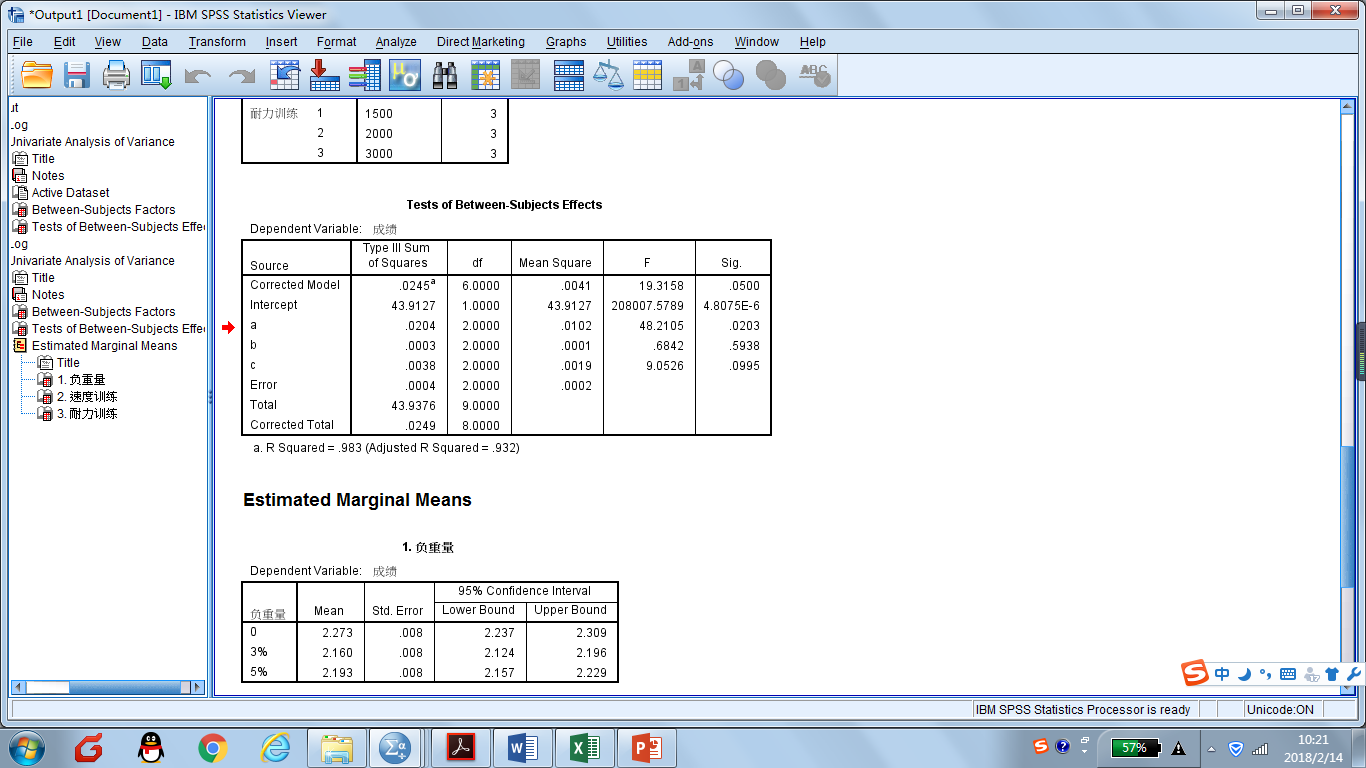 *Output1 [Document1] - IBM SPSS Statistics Viewer
File Edit View Data Transform Insert Format Analyze Direct Marketing Graphs Utilities Add-ons Window Help
Log
Univariate Analysis of Variance
Title
Notes
Active Dataset
Between-Subjects Factors
Tests of Between-Subjects Effe
Log
Univariate Analysis of Variance
Title
Notes
Between-Subjects Factors
Tests of Between-Subjects Effe
Estimated Marginal Means
Title
1. 负重量
2. 速度训练
3. 耐力训练
耐力训练 1 1500 3
2 2000 3
3 3000 3
Tests of Between-Subjects Effects
Dependent Variable: 成绩
Source Type III Sum of Squares df Mean Square F Sig.
Corrected Model .0245a 6.0000 .0041 19.3158 .0500
Intercept 43.9127 1.0000 43.9127 208007.5789 4.8075E-6
a .0204 2.0000 .0102 48.2105 .0203
b .0003 2.0000 .0001 .6842 .5938
c .0038 2.0000 .0019 9.0526 .0995
Error .0004 2.0000 .0002
Total 43.9376 9.0000
Corrected Total .0249 8.0000
a. R Squared = .983 (Adjusted R Squared = .932)
Estimated Marginal Means
1. 负重量
Dependent Variable: 成绩
95% Confidence Interval
负重量 Mean Std. Error Lower Bound Upper Bound
0 2.273 .008 2.237 2.309
3% 2.160 .008 2.124 2.196
5% 2.193 .008 2.157 2.229
中
IBM SPSS Statistics Processor is ready Unicode:ON
57%
10:21
2018/2/14